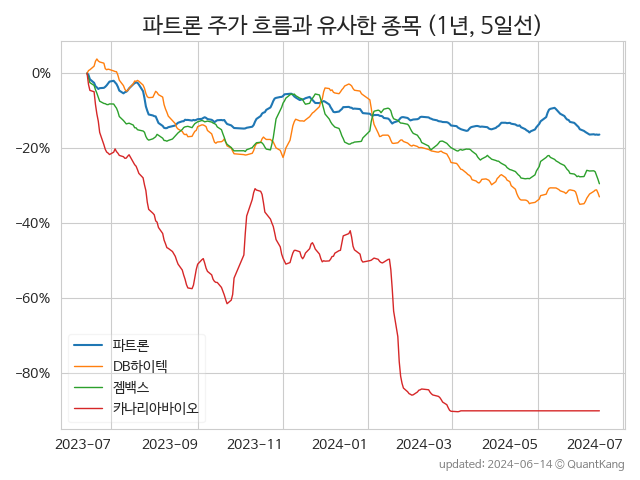 파트론 주가 흐름과 유사한 종목 (1년, 5일선)
0%
−20%
−40%
−60%
−80%
파트론
DB하이텍
젬백스
카나리아바이오
2023-07 2023-09 2023-11 2024-01 2024-03 2024-05 2024-07
updated: 2024-06-14 © QuantKang